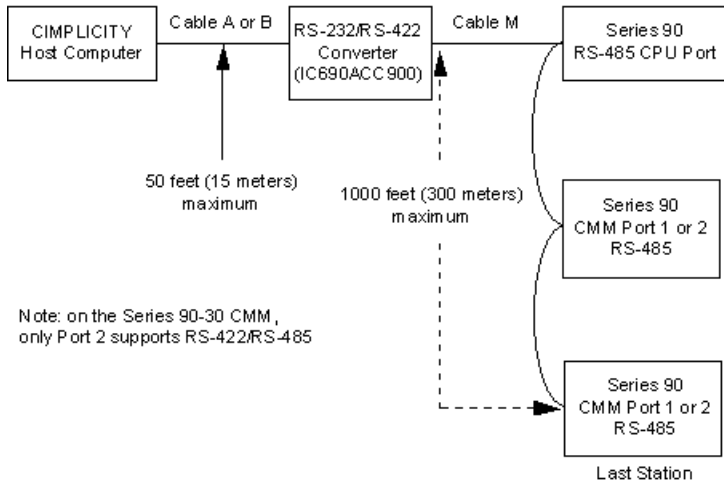 CIMPLICITY
Host Computer
Cable A or B
RS-232/RS-422
Converter
(IC690ACC900)
Cable M
Series 90
RS-485 CPU Port
50 feet (15 meters)
maximum
1000 feet (300 meters)
maximum
Series 90
CMM Port 1 or 2
RS-485
Note: on the Series 90-30 CMM,
only Port 2 supports RS-422/RS-485
Series 90
CMM Port 1 or 2
RS-485
Last Station